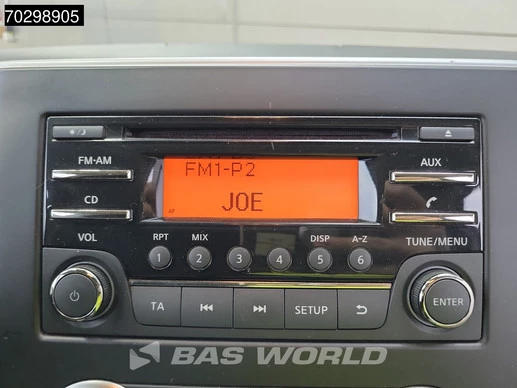 70298905
FM1-P2
JOE
AF
FM·AM
AUX
CD
VOL
RPT
MIX
DISP
A-Z
TUNE/MENU
1
2
3
4
5
6
TA
SETUP
ENTER
BAS WORLD